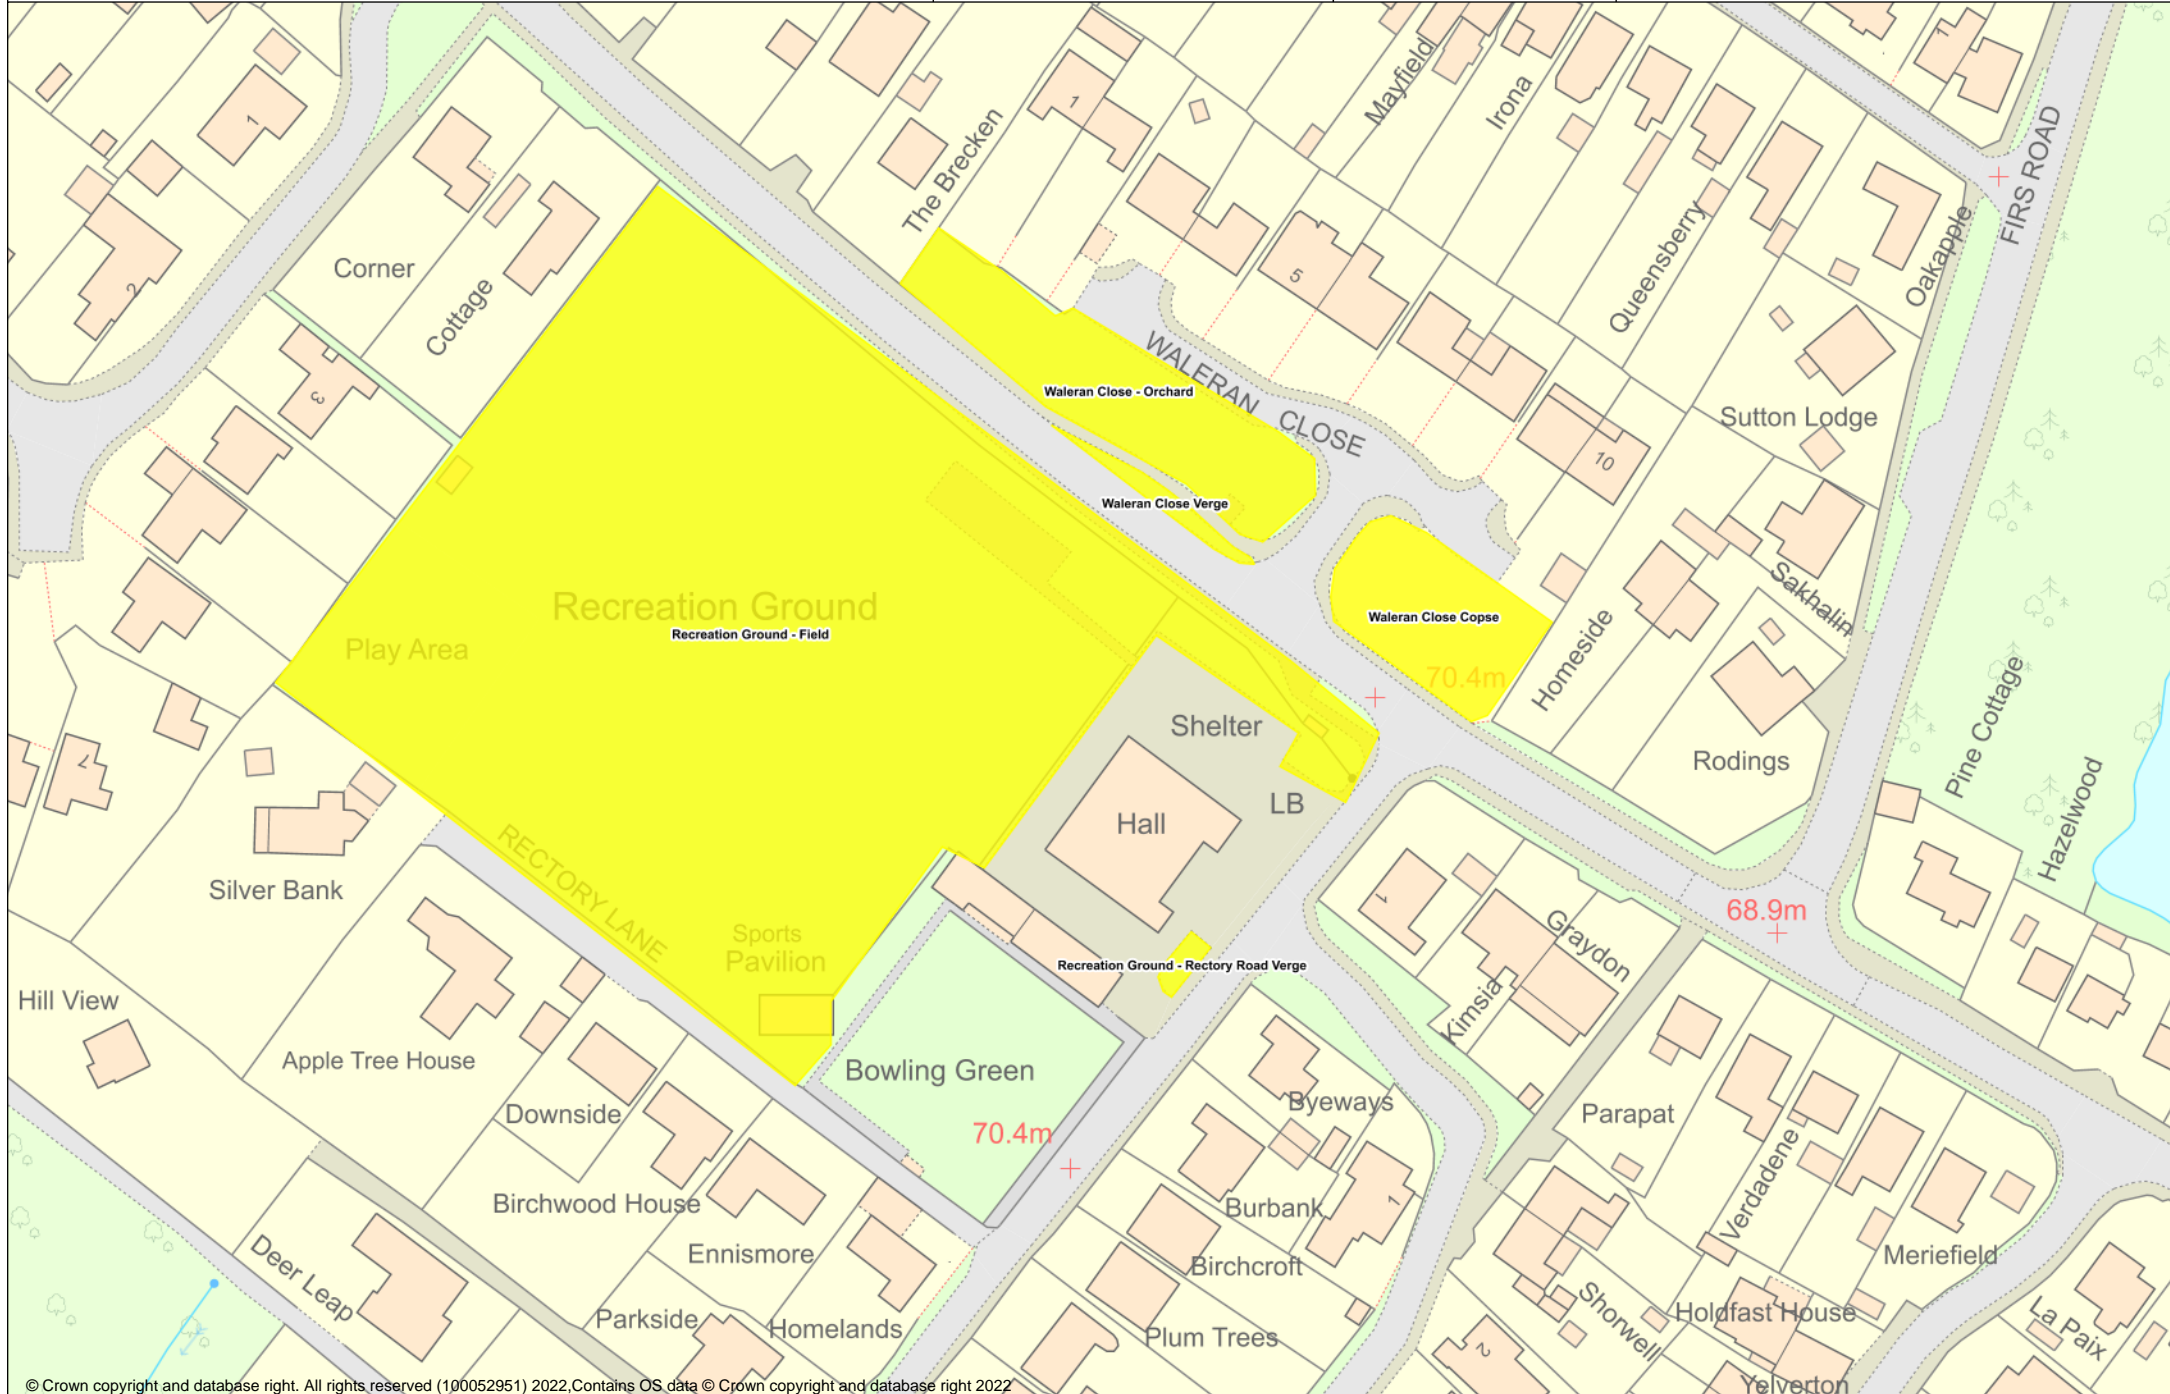 Mayfield
Irona
1
1
1
The Brecken
FIRS ROAD
Oakapple
Queensberry
Corner
Cottage
2
5
WALERAN CLOSE
Waleran Close - Orchard
3
Sutton Lodge
10
Waleran Close Verge
Sakhalin
Recreation Ground
Recreation Ground - Field
Play Area
Waleran Close Copse
70.4m
Homeside
Pine Cottage
Shelter
Rodings
7
Hazelwood
LB
Hall
RECTORY LANE
Silver Bank
1
68.9m
Graydon
Sports
Pavilion
Recreation Ground - Rectory Road Verge
Hill View
Kimsia
Apple Tree House
Bowling Green
Byeways
Downside
Parapat
70.4m
Verdadene
Birchwood House
Burbank
1
Ennismore
Birchcroft
Meriefield
Deer Leap
Parkside
Homelands
Plum Trees
Shorwell
Holdfast House
La Paix
2
Yelverton
© Crown copyright and database right. All rights reserved (100052951) 2022,Contains OS data © Crown copyright and database right 2022